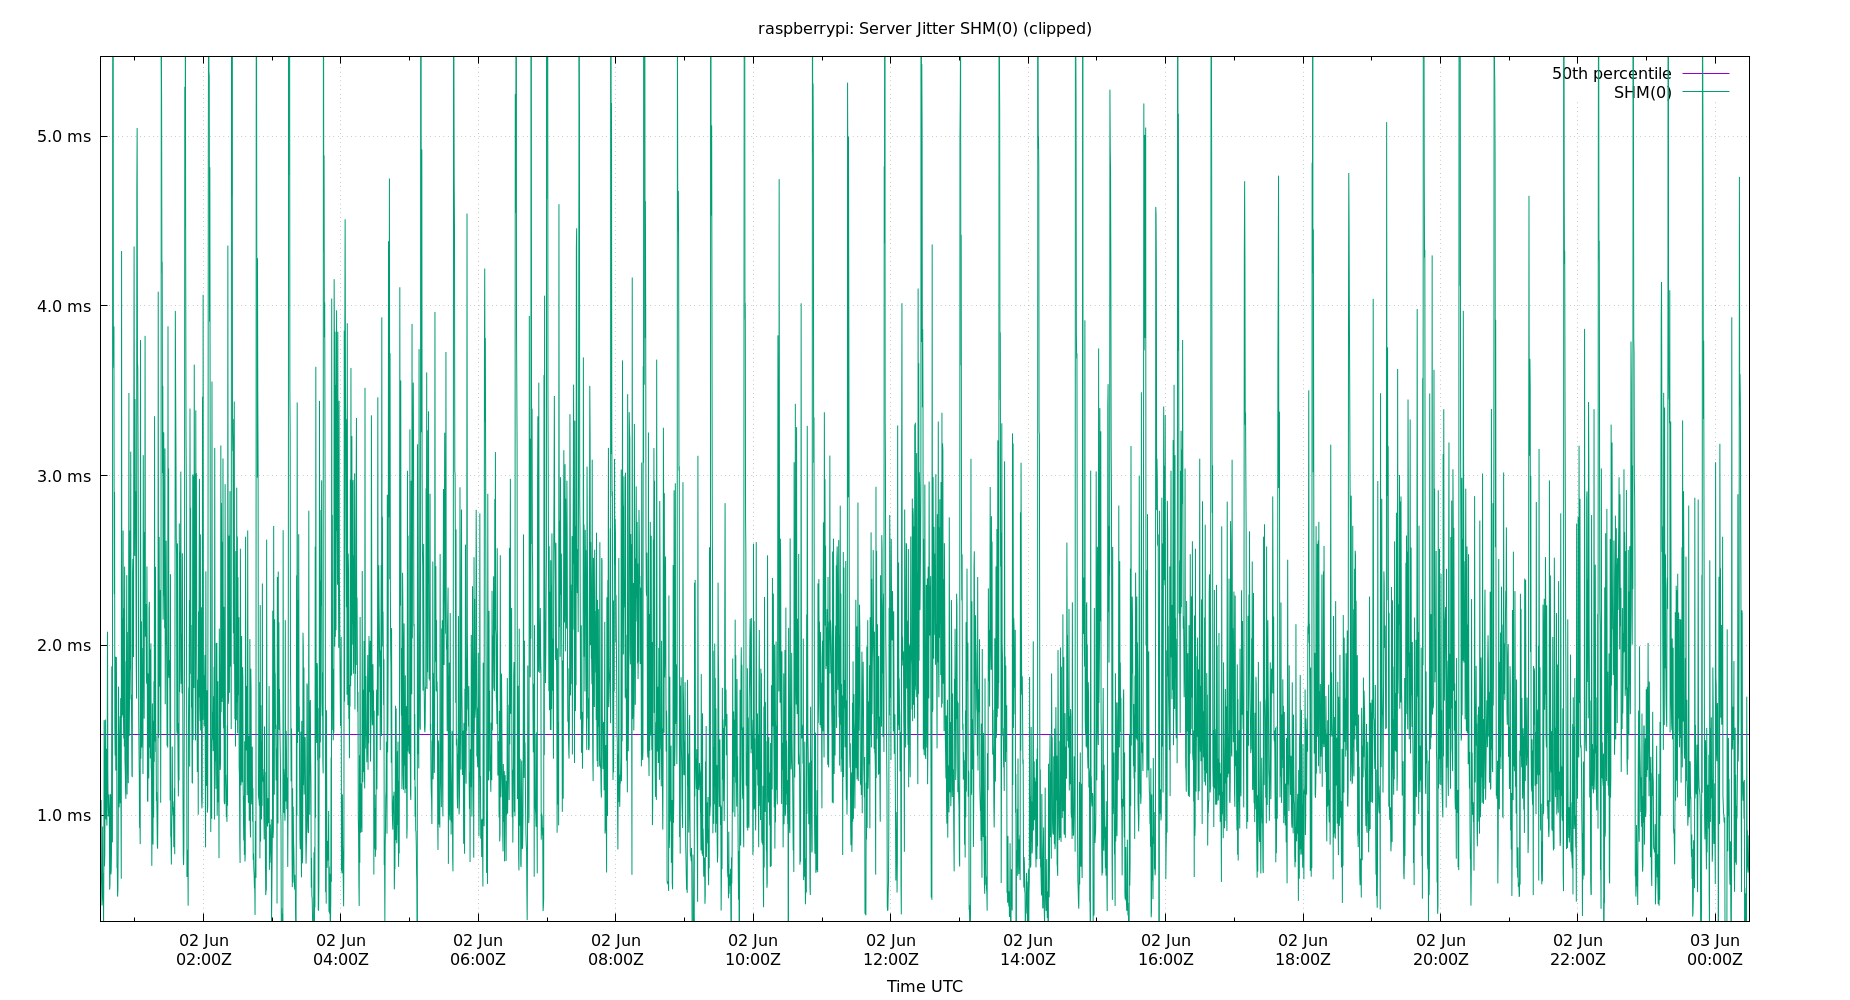 raspberrypi: Server Jitter SHM(0) (clipped)
50th percentile
SHM(0)
5.0 ms
4.0 ms
3.0 ms
2.0 ms
1.0 ms
02 Jun 02 Jun 02 Jun 02 Jun 02 Jun 02 Jun 02 Jun 02 Jun 02 Jun 02 Jun 02 Jun 03 Jun
02:00Z 04:00Z 06:00Z 08:00Z 10:00Z 12:00Z 14:00Z 16:00Z 18:00Z 20:00Z 22:00Z 00:00Z
Time UTC